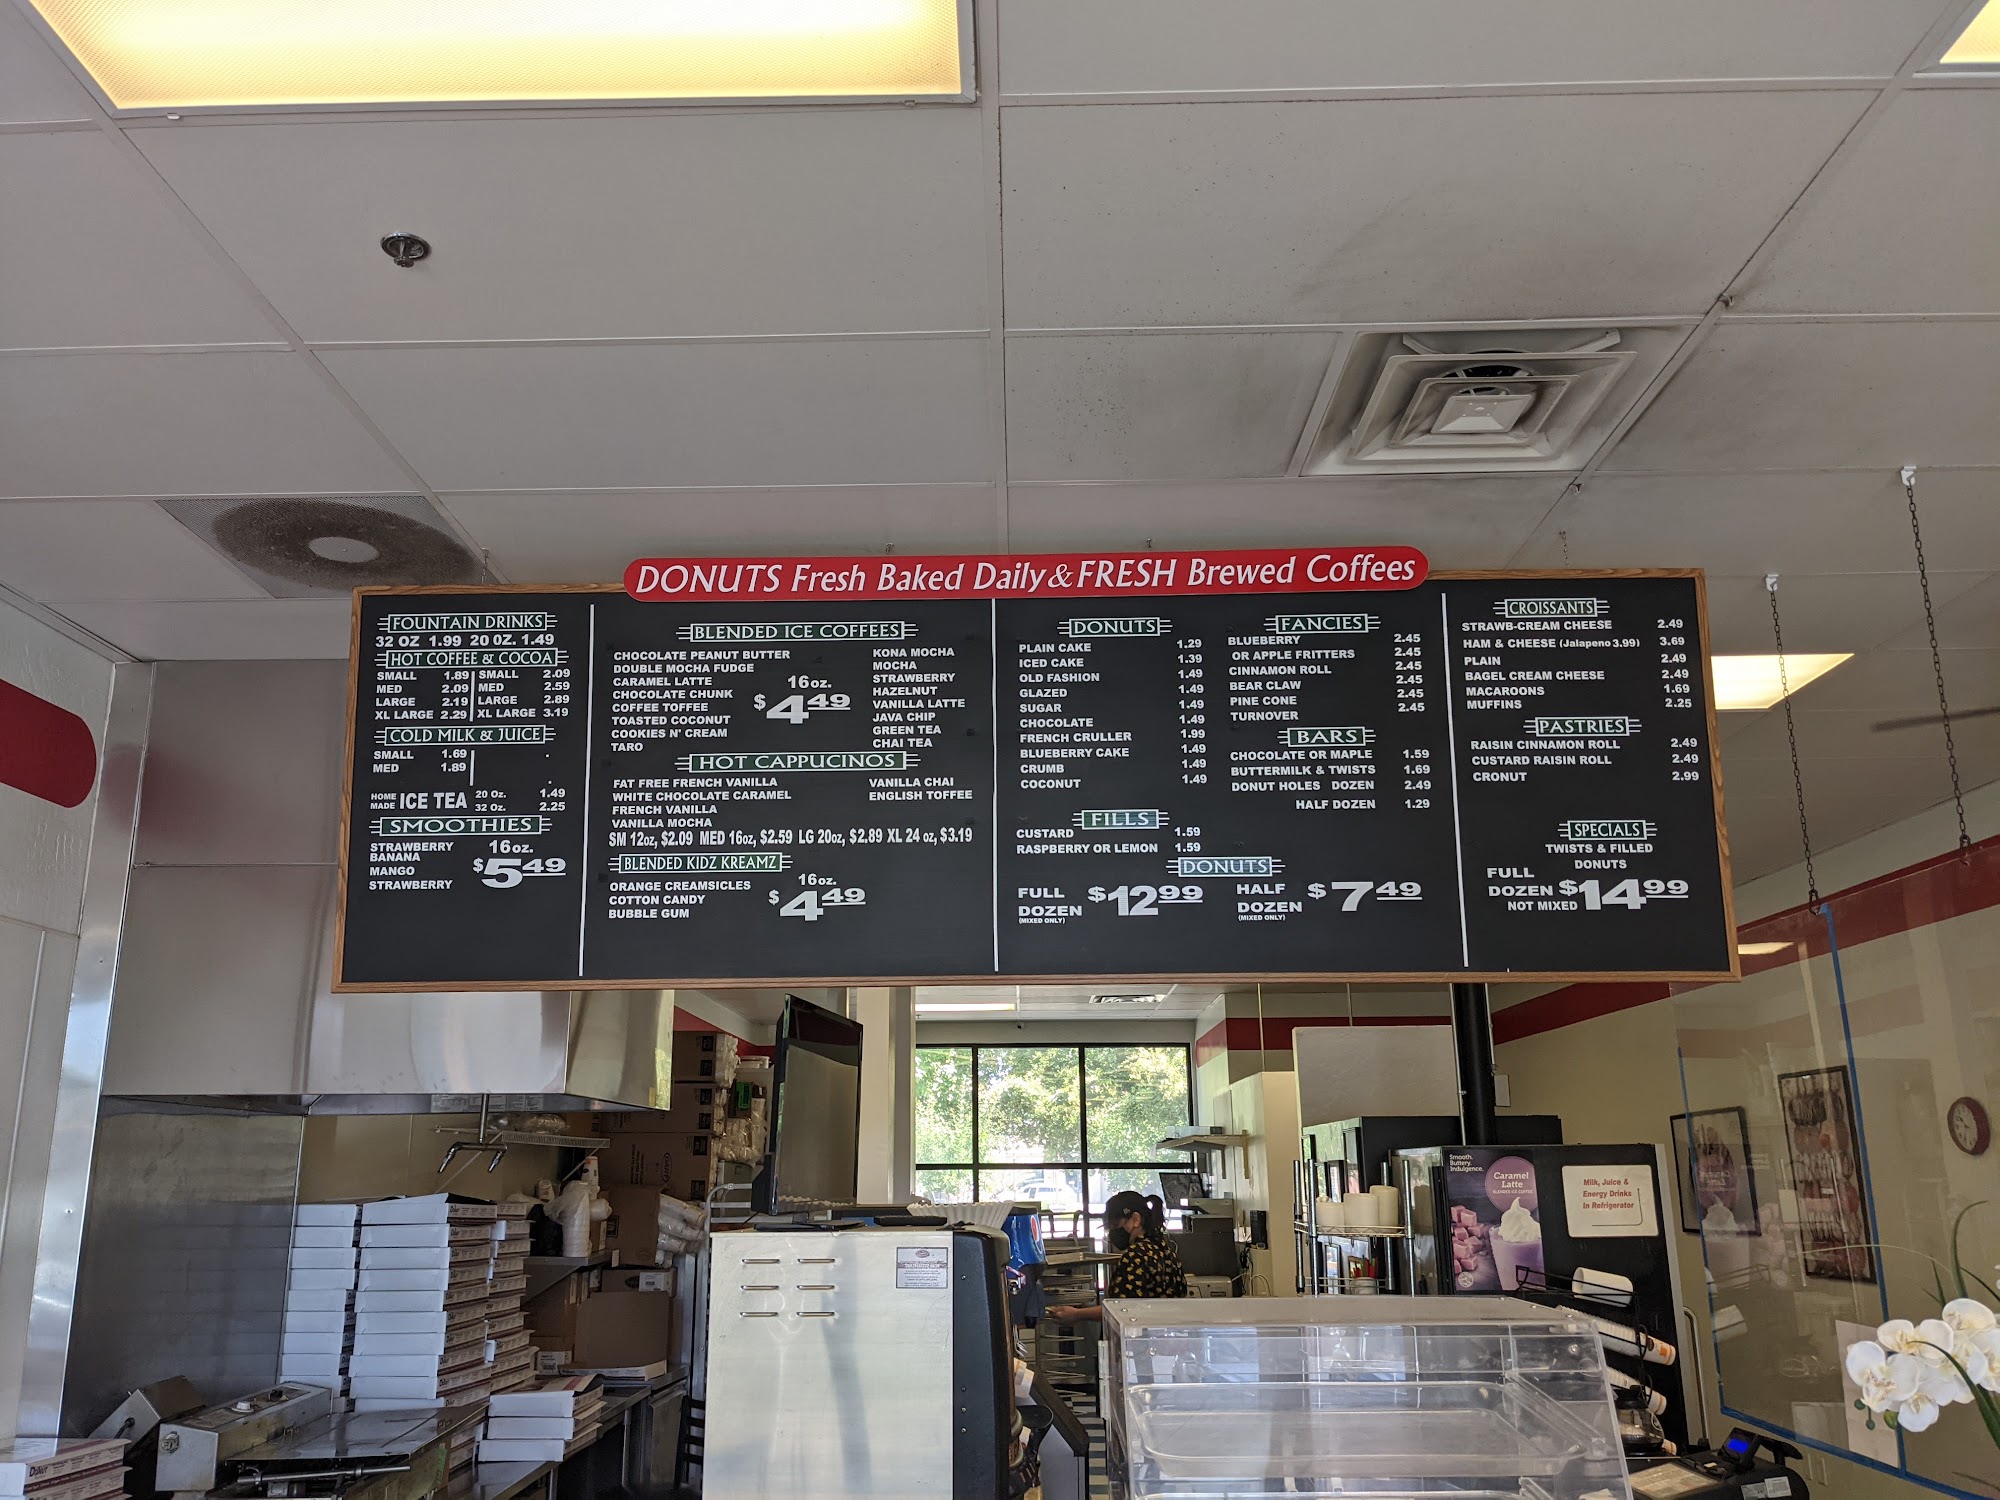 DONUTS Fresh Baked Daily & FRESH Brewed Coffees
FOUNTAIN DRINKS
32 OZ 1.99 20 OZ. 1.49
HOT COFFEE & COCOA
SMALL 1.89 SMALL 2.09
MED 2.09 MED 2.59
LARGE 2.19 LARGE 2.89
XL LARGE 2.29 XL LARGE 3.19
COLD MILK & JUICE
SMALL 1.69
MED 1.89
HOME MADE ICE TEA 20 Oz. 1.49
32 Oz. 2.25
SMOOTHIES
STRAWBERRY BANANA
MANGO
STRAWBERRY
16oz.
$5.49
BLENDED ICE COFFEES
CHOCOLATE PEANUT BUTTER
DOUBLE MOCHA FUDGE
CARAMEL LATTE
CHOCOLATE CHUNK
COFFEE TOFFEE
TOASTED COCONUT
COOKIES N' CREAM
TARO
16oz.
$4.49
KONA MOCHA
MOCHA
STRAWBERRY
HAZELNUT
VANILLA LATTE
JAVA CHIP
GREEN TEA
CHAI TEA
HOT CAPPUCINOS
FAT FREE FRENCH VANILLA
WHITE CHOCOLATE CARAMEL
FRENCH VANILLA
VANILLA MOCHA
VANILLA CHAI
ENGLISH TOFFEE
SM 12oz, $2.09 MED 16oz, $2.59 LG 20oz, $2.89 XL 24 oz, $3.19
BLENDED KIDZ KREAMZ
ORANGE CREAMSICLES
COTTON CANDY
BUBBLE GUM
16oz.
$4.49
DONUTS
PLAIN CAKE 1.29
ICED CAKE 1.39
OLD FASHION 1.49
GLAZED 1.49
SUGAR 1.49
CHOCOLATE 1.49
FRENCH CRULLER 1.99
BLUEBERRY CAKE 1.49
CRUMB 1.49
COCONUT 1.49
FILLS
CUSTARD 1.59
RASPBERRY OR LEMON 1.59
FANCIES
BLUEBERRY 2.45
OR APPLE FRITTERS 2.45
CINNAMON ROLL 2.45
BEAR CLAW 2.45
PINE CONE 2.45
TURNOVER 2.45
BARS
CHOCOLATE OR MAPLE 1.59
BUTTERMILK & TWISTS 1.69
DONUT HOLES DOZEN 2.49
HALF DOZEN 1.29
DONUTS
FULL DOZEN (MIXED ONLY) $12.99
HALF DOZEN (MIXED ONLY) $7.49
CROISSANTS
STRAWB-CREAM CHEESE 2.49
HAM & CHEESE (Jalapeno 3.99) 3.69
PLAIN 2.49
BAGEL CREAM CHEESE 2.49
MACAROONS 1.69
MUFFINS 2.25
PASTRIES
RAISIN CINNAMON ROLL 2.49
CUSTARD RAISIN ROLL 2.49
CRONUT 2.99
SPECIALS
TWISTS & FILLED
DONUTS
FULL
DOZEN $14.99
NOT MIXED
Smooth.
Buttery.
Indulgence.
Caramel
Latte
BLENDED ICE COFFEE
Milk, Juice &
Energy Drinks
In Refrigerator